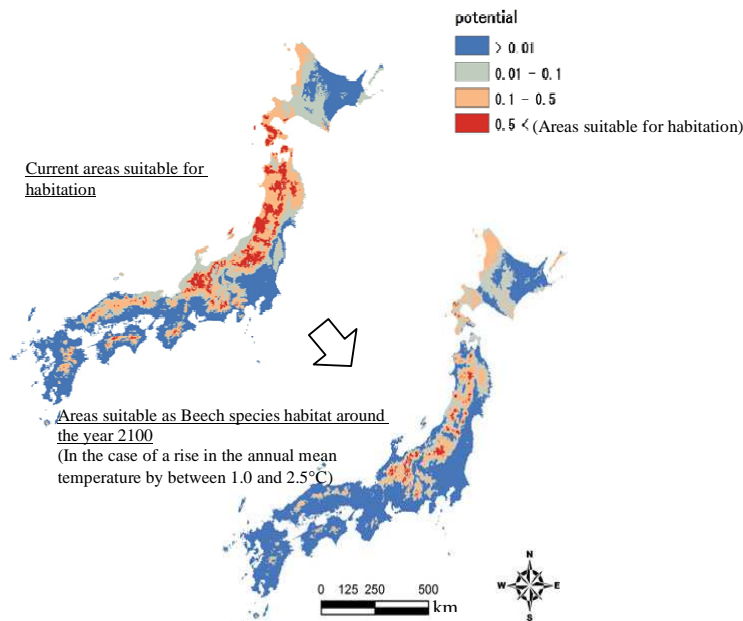 potential
> 0.01
0.01 - 0.1
0.1 - 0.5
0.5 < (Areas suitable for habitation)
Current areas suitable for
habitation
Areas suitable as Beech species habitat around
the year 2100
(In the case of a rise in the annual mean
temperature by between 1.0 and 2.5°C)
N
W E
S
0 125 250 500
km